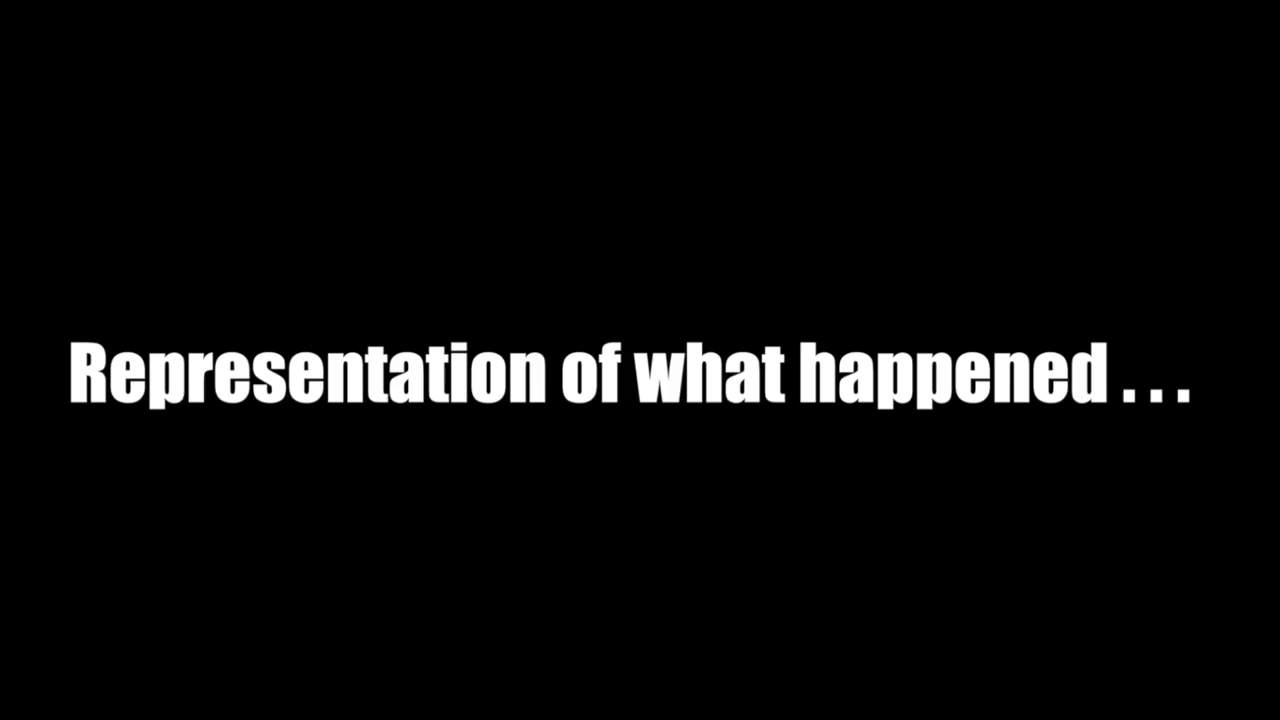 Representation of what happened . . .